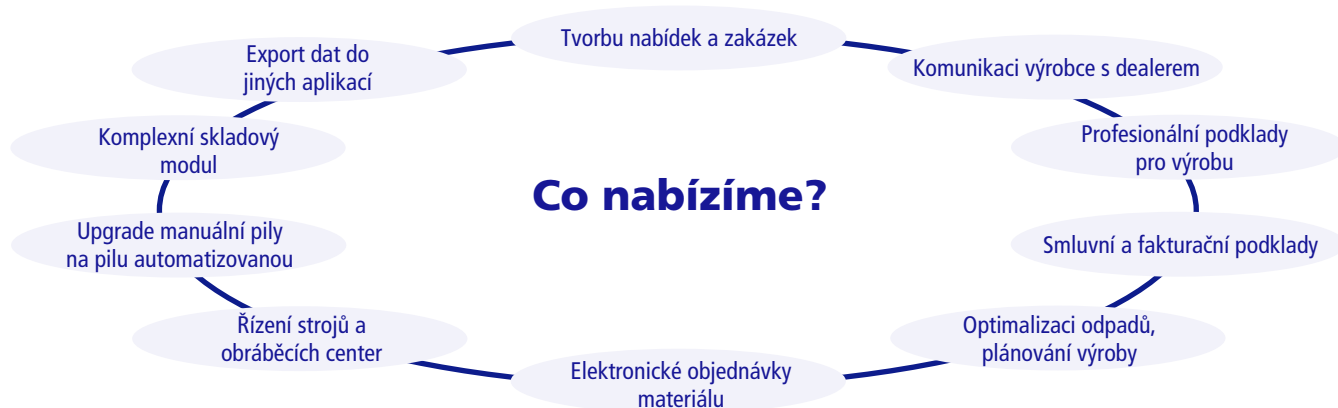 Tvorbu nabídek a zakázek
Export dat do
jiných aplikací
Komunikaci výrobce s dealerem
Komplexní skladový
modul
Profesionální podklady
pro výrobu
Co nabízíme?
Upgrade manuální pily
na pilu automatizovanou
Smluvní a fakturační podklady
Řízení strojů a
obráběcích center
Optimalizaci odpadů,
plánování výroby
Elektronické objednávky
materiálu